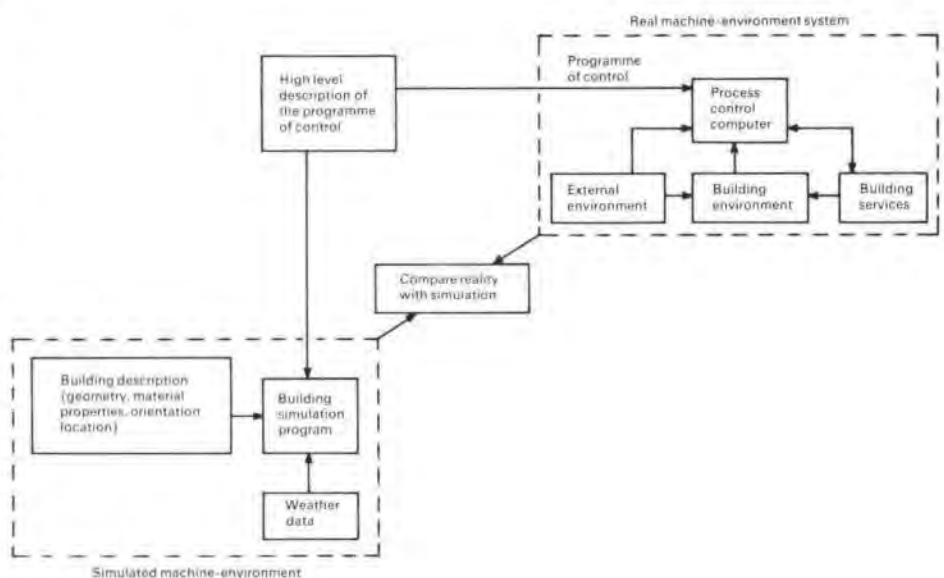 Real machine-environment system
Programme
of control
High level
description of
the programme
of control
Process
control
computer
External
environment
Building
environment
Building
services
Compare reality
with simulation
Building description
(geometry, material
properties, orientation
location)
Building
simulation
program
Weather
data
Simulated machine-environment